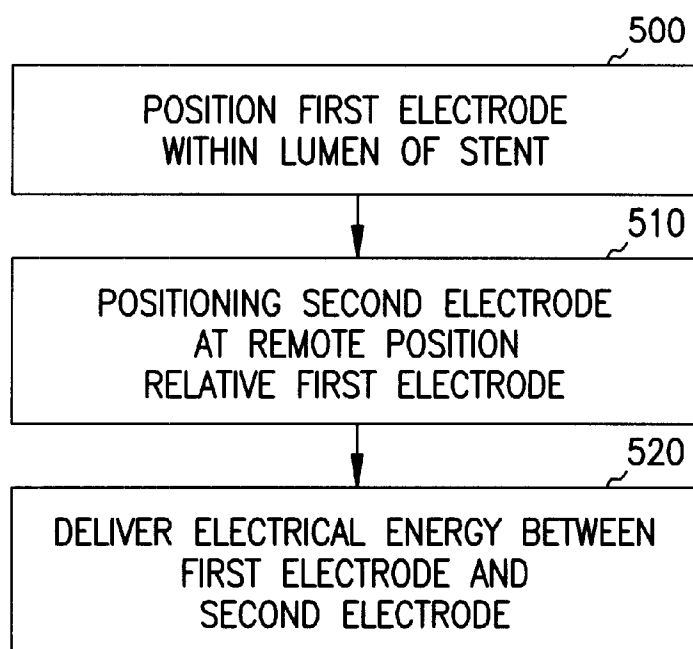 500
POSITION FIRST ELECTRODE
WITHIN LUMEN OF STENT
510
POSITIONING SECOND ELECTRODE
AT REMOTE POSITION
RELATIVE FIRST ELECTRODE
520
DELIVER ELECTRICAL ENERGY BETWEEN
FIRST ELECTRODE AND
SECOND ELECTRODE